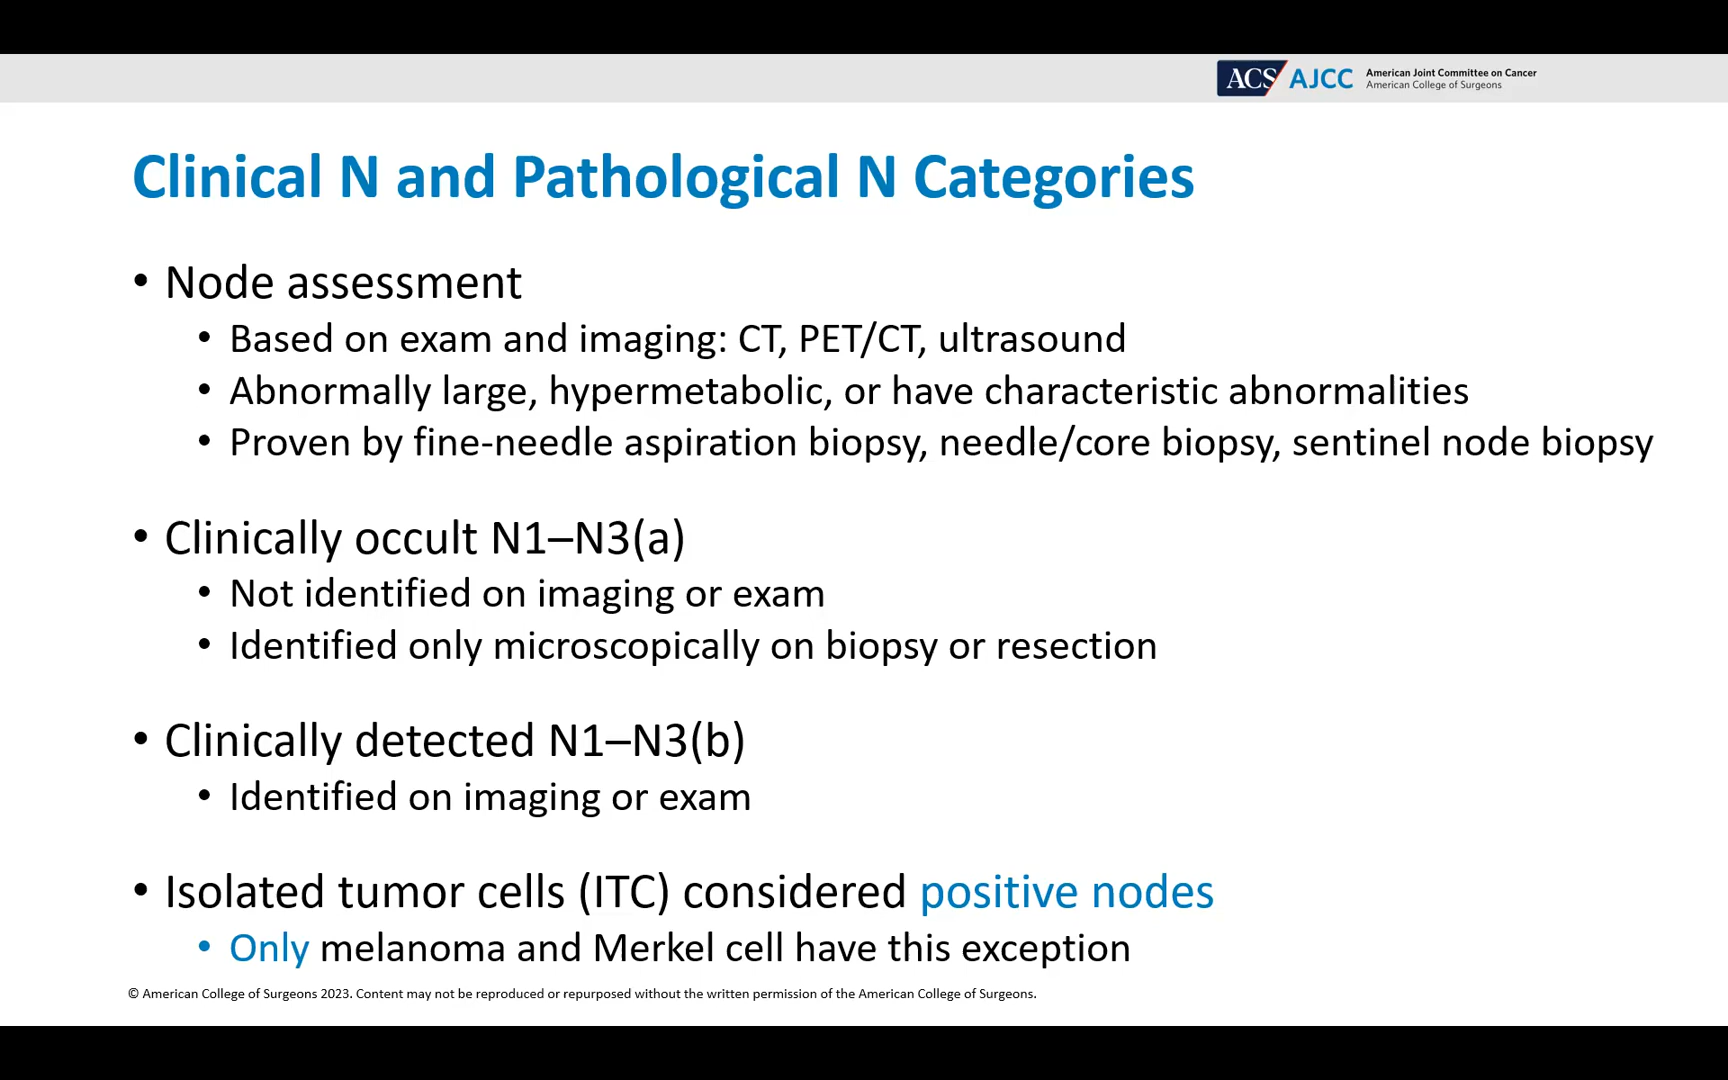 ACS AJCC American Joint Committee on Cancer
American College of Surgeons
Clinical N and Pathological N Categories
• Node assessment
• Based on exam and imaging: CT, PET/CT, ultrasound
• Abnormally large, hypermetabolic, or have characteristic abnormalities
• Proven by fine-needle aspiration biopsy, needle/core biopsy, sentinel node biopsy
• Clinically occult N1–N3(a)
• Not identified on imaging or exam
• Identified only microscopically on biopsy or resection
• Clinically detected N1–N3(b)
• Identified on imaging or exam
• Isolated tumor cells (ITC) considered positive nodes
• Only melanoma and Merkel cell have this exception
© American College of Surgeons 2023. Content may not be reproduced or repurposed without the written permission of the American College of Surgeons.